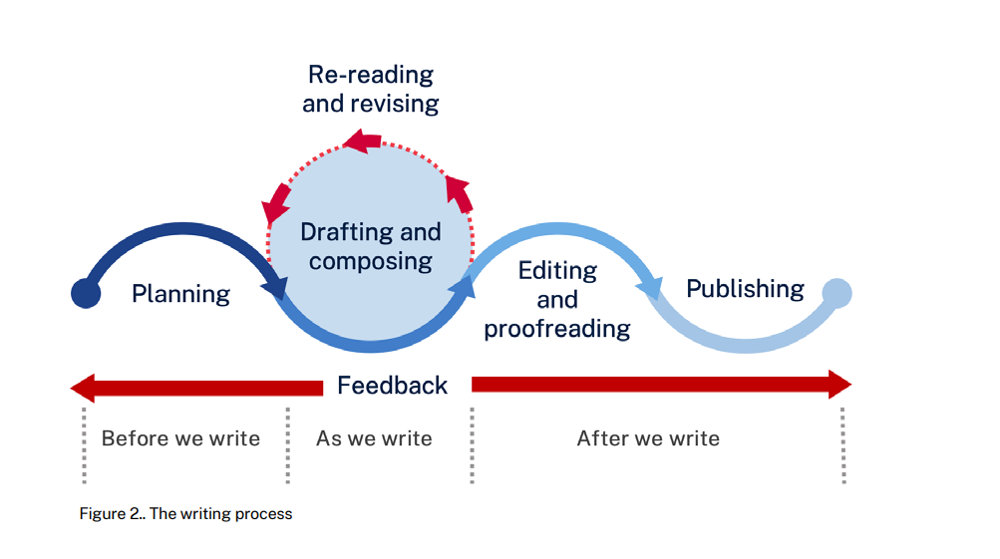 Re-reading
and revising
Drafting and
composing
Planning
Editing
and
proofreading
Publishing
Feedback
Before we write
As we write
After we write
Figure 2.. The writing process